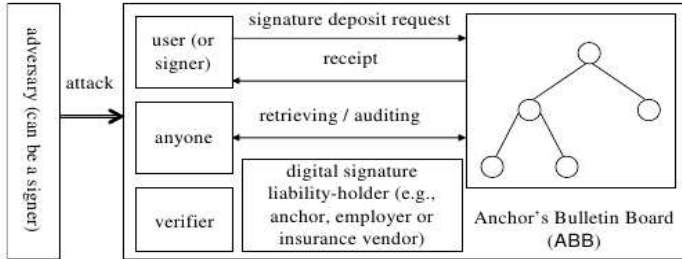 adversary (can be
a signer)
attack
user (or
signer)
signature deposit request
receipt
anyone
retrieving / auditing
verifier
digital signature
liability-holder (e.g.,
anchor, employer or
insurance vendor)
Anchor's Bulletin Board
(ABB)